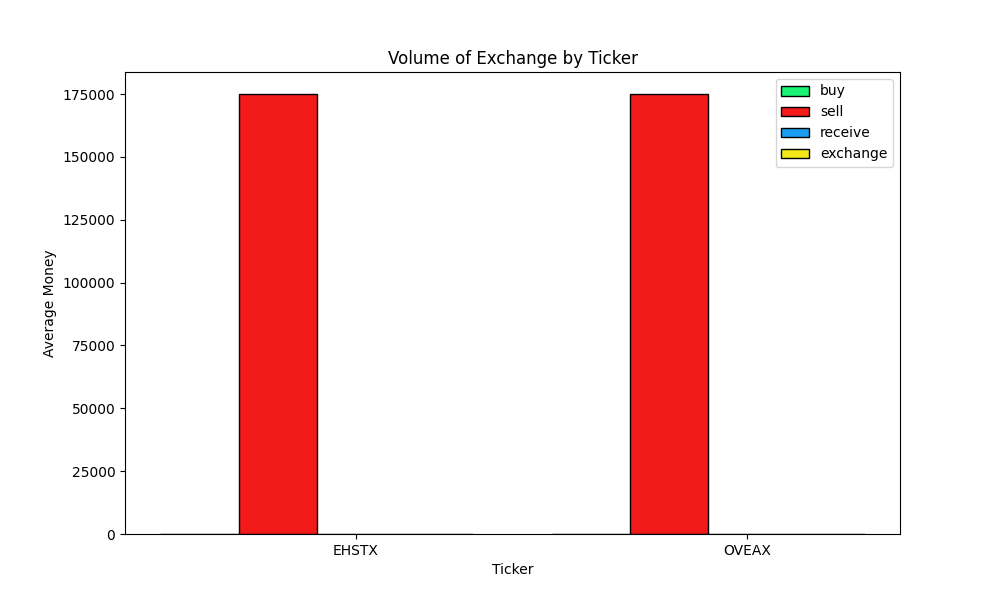 Volume of Exchange by Ticker
buy
sell
receive
exchange
175000
150000
125000
100000
75000
50000
25000
0
Average Money
EHSTX
OVEAX
Ticker